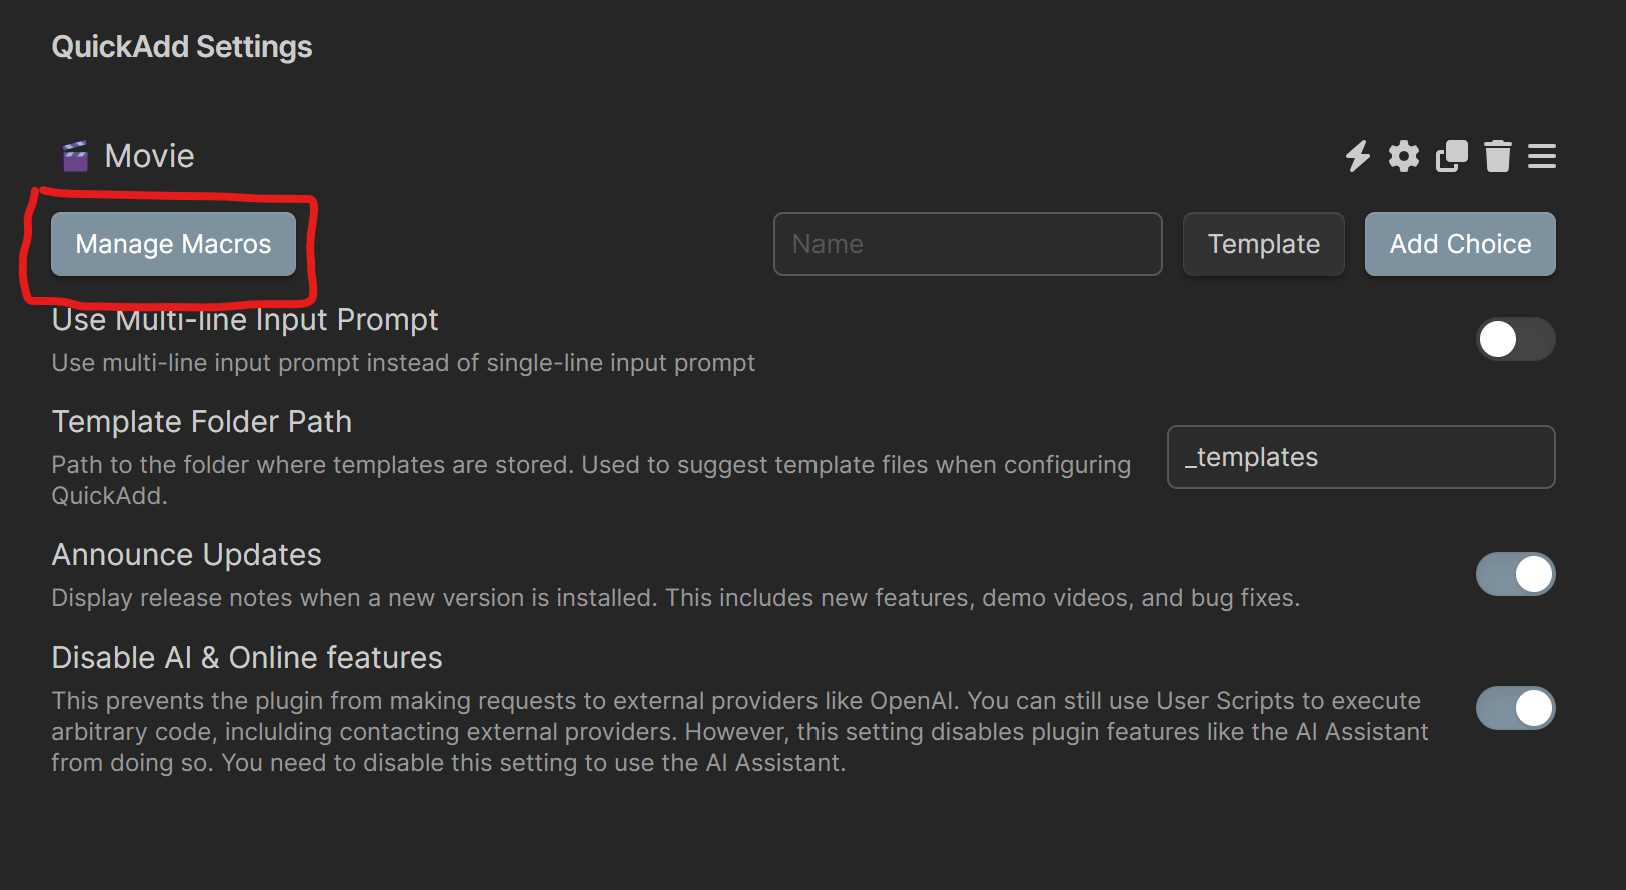 QuickAdd Settings
🎬 Movie
Manage Macros
Name
Template
Add Choice
Use Multi-line Input Prompt
Use multi-line input prompt instead of single-line input prompt
Template Folder Path
Path to the folder where templates are stored. Used to suggest template files when configuring
QuickAdd.
_templates
Announce Updates
Display release notes when a new version is installed. This includes new features, demo videos, and bug fixes.
Disable AI & Online features
This prevents the plugin from making requests to external providers like OpenAI. You can still use User Scripts to execute
arbitrary code, inclulding contacting external providers. However, this setting disables plugin features like the AI Assistant
from doing so. You need to disable this setting to use the AI Assistant.